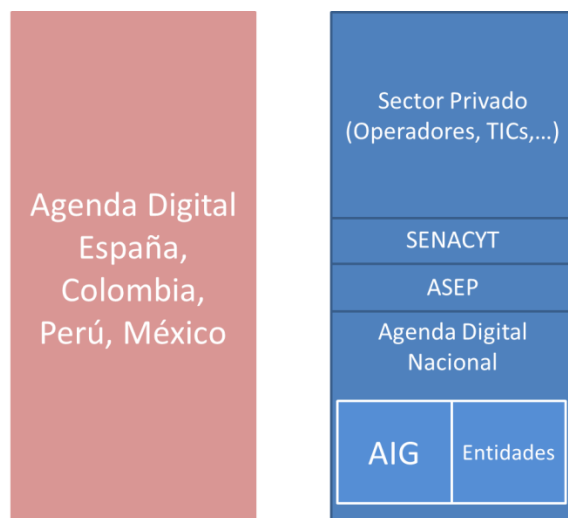 Agenda Digital
España,
Colombia,
Perú, México
Sector Privado
(Operadores, TICs,...)
SENACYT
ASEP
Agenda Digital
Nacional
AIG
Entidades